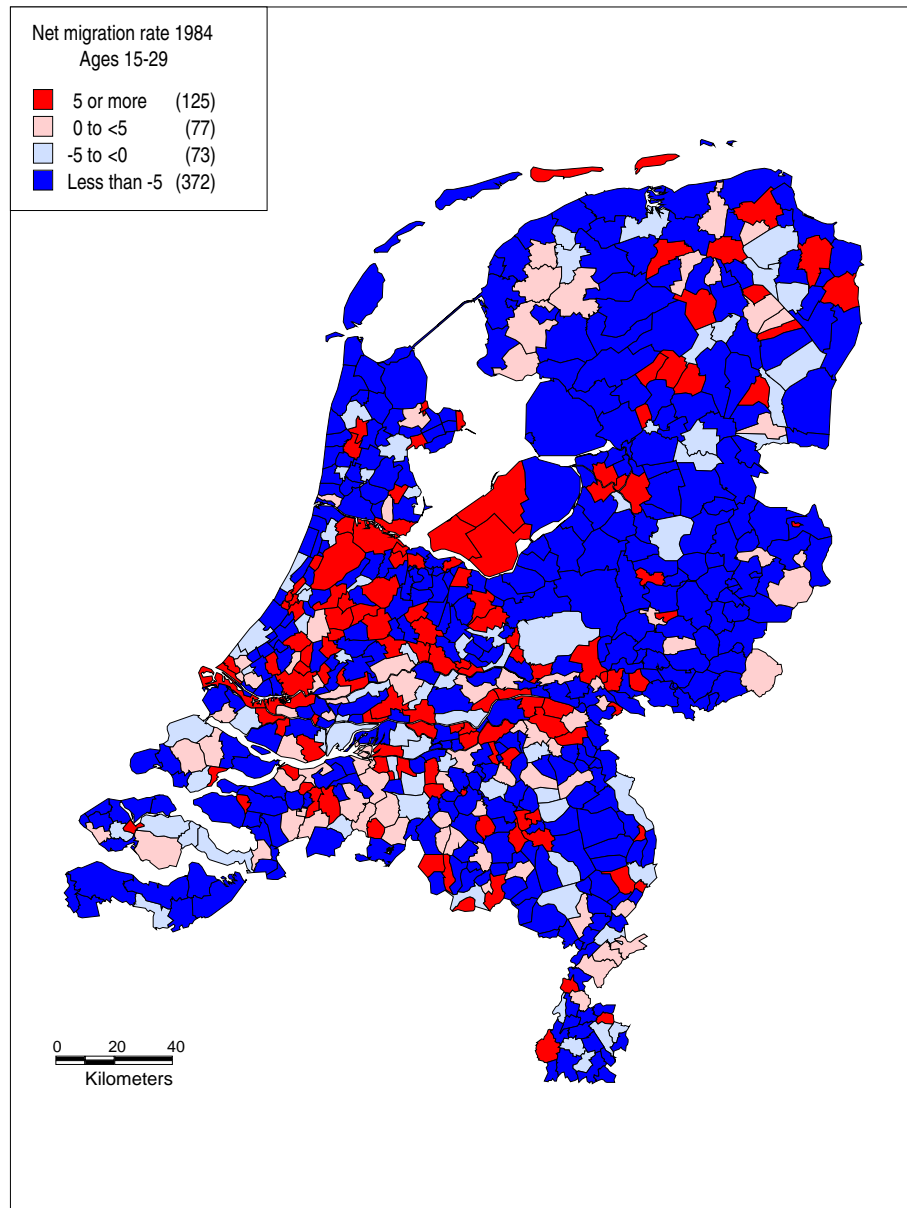 Net migration rate 1984
Ages 15-29
5 or more (125)
0 to <5 (77)
-5 to <0 (73)
Less than -5 (372)
0 20 40
Kilometers